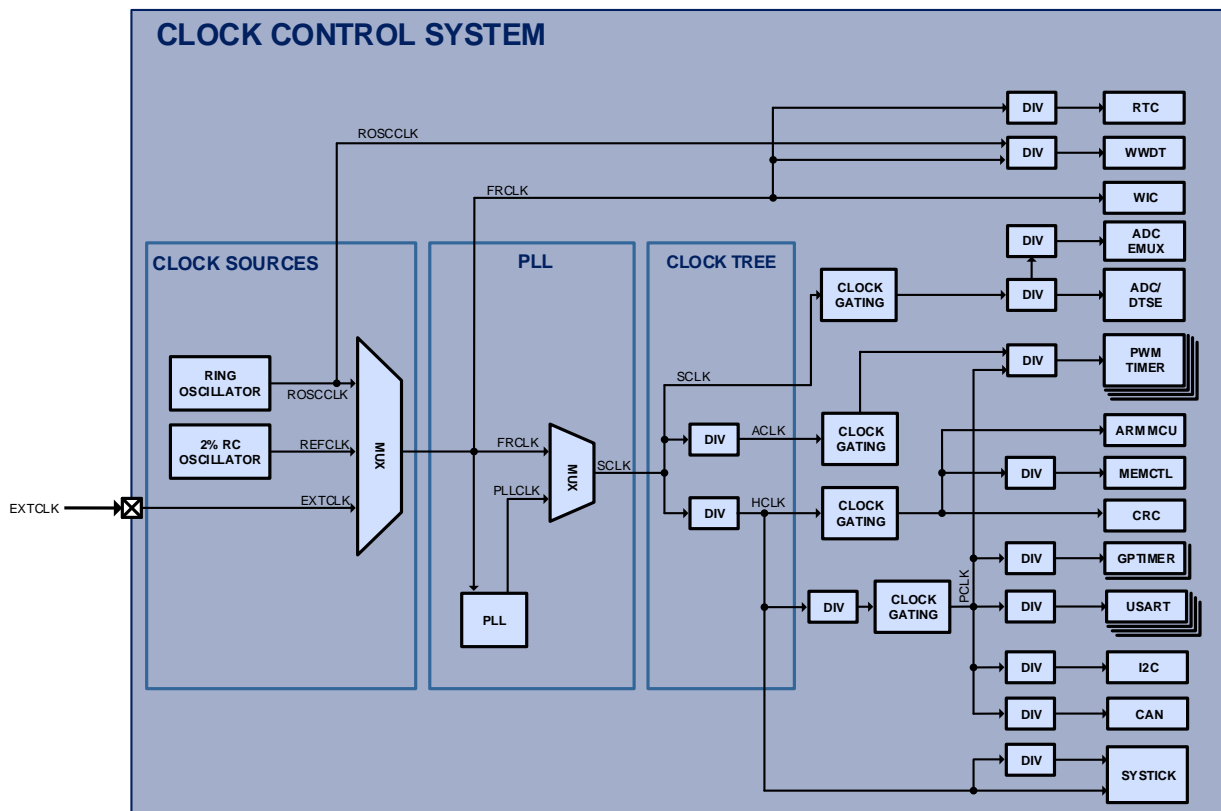 CLOCK CONTROL SYSTEM
DIV
RTC
ROSCCLK
DIV
WWDT
FRCLK
WIC
CLOCK SOURCES
PLL
CLOCK TREE
DIV
ADC
EMUX
CLOCK
GATING
DIV
ADC/
DTSE
RING
OSCILLATOR
ROSCCLK
SCLK
DIV
PWM
TIMER
2% RC
OSCILLATOR
REFCLK
MUX
FRCLK
MUX
SCLK
DIV
ACLK
CLOCK
GATING
ARM MCU
DIV
MEMCTL
EXTCLK
EXTCLK
PLLCLK
DIV
HCLK
CLOCK
GATING
CRC
DIV
GPTIMER
PLL
DIV
CLOCK
GATING
PCLK
DIV
USART
DIV
I2C
DIV
CAN
DIV
SYSTICK